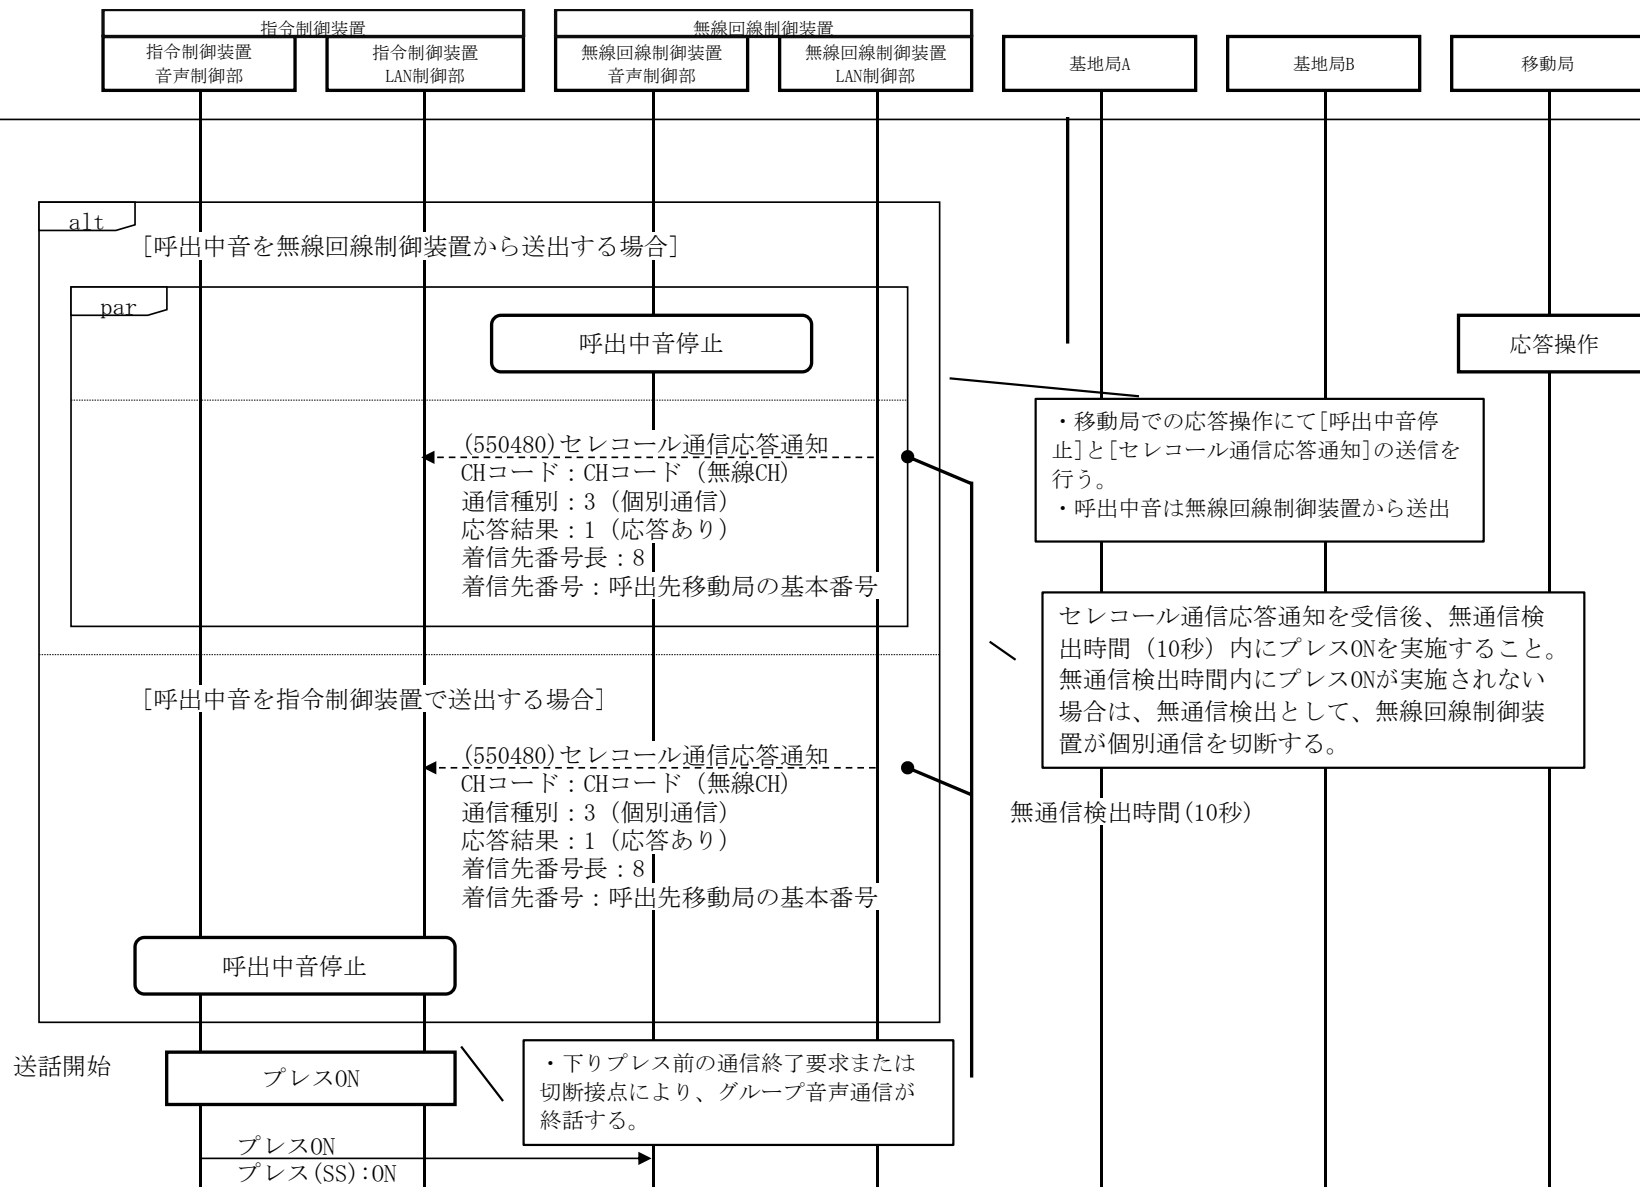 指令制御装置
無線回線制御装置
指令制御装置
音声制御部
指令制御装置
LAN制御部
無線回線制御装置
音声制御部
無線回線制御装置
LAN制御部
基地局A
基地局B
移動局
alt
[呼出中音を無線回線制御装置から送出する場合]
par
呼出中音停止
応答操作
・移動局での応答操作にて[呼出中音停
止]と[セレコール通信応答通知]の送信を
行う。
・呼出中音は無線回線制御装置から送出
(550480)セレコール通信応答通知
CHコード：CHコード（無線CH）
通信種別：3（個別通信）
応答結果：1（応答あり）
着信先番号長：8
着信先番号：呼出先移動局の基本番号
セレコール通信応答通知を受信後、無通信検
出時間（10秒）内にプレスONを実施すること。
無通信検出時間内にプレスONが実施されない
場合は、無通信検出として、無線回線制御装
置が個別通信を切断する。
[呼出中音を指令制御装置で送出する場合]
(550480)セレコール通信応答通知
CHコード：CHコード（無線CH）
通信種別：3（個別通信）
応答結果：1（応答あり）
着信先番号長：8
着信先番号：呼出先移動局の基本番号
無通信検出時間(10秒)
呼出中音停止
送話開始
プレスON
・下りプレス前の通信終了要求または
切断接点により、グループ音声通信が
終話する。
プレスON
プレス(SS):ON